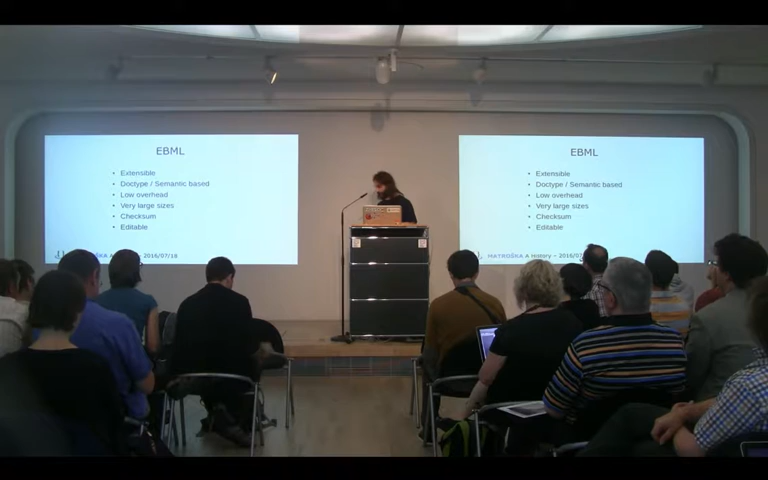 EBML
• Extensible
• Doctype / Semantic based
• Low overhead
• Very large sizes
• Checksum
• Editable
A – 2016/07/18
EBML
• Extensible
• Doctype / Semantic based
• Low overhead
• Very large sizes
• Checksum
• Editable
MATROŠKA A History – 2016/07/